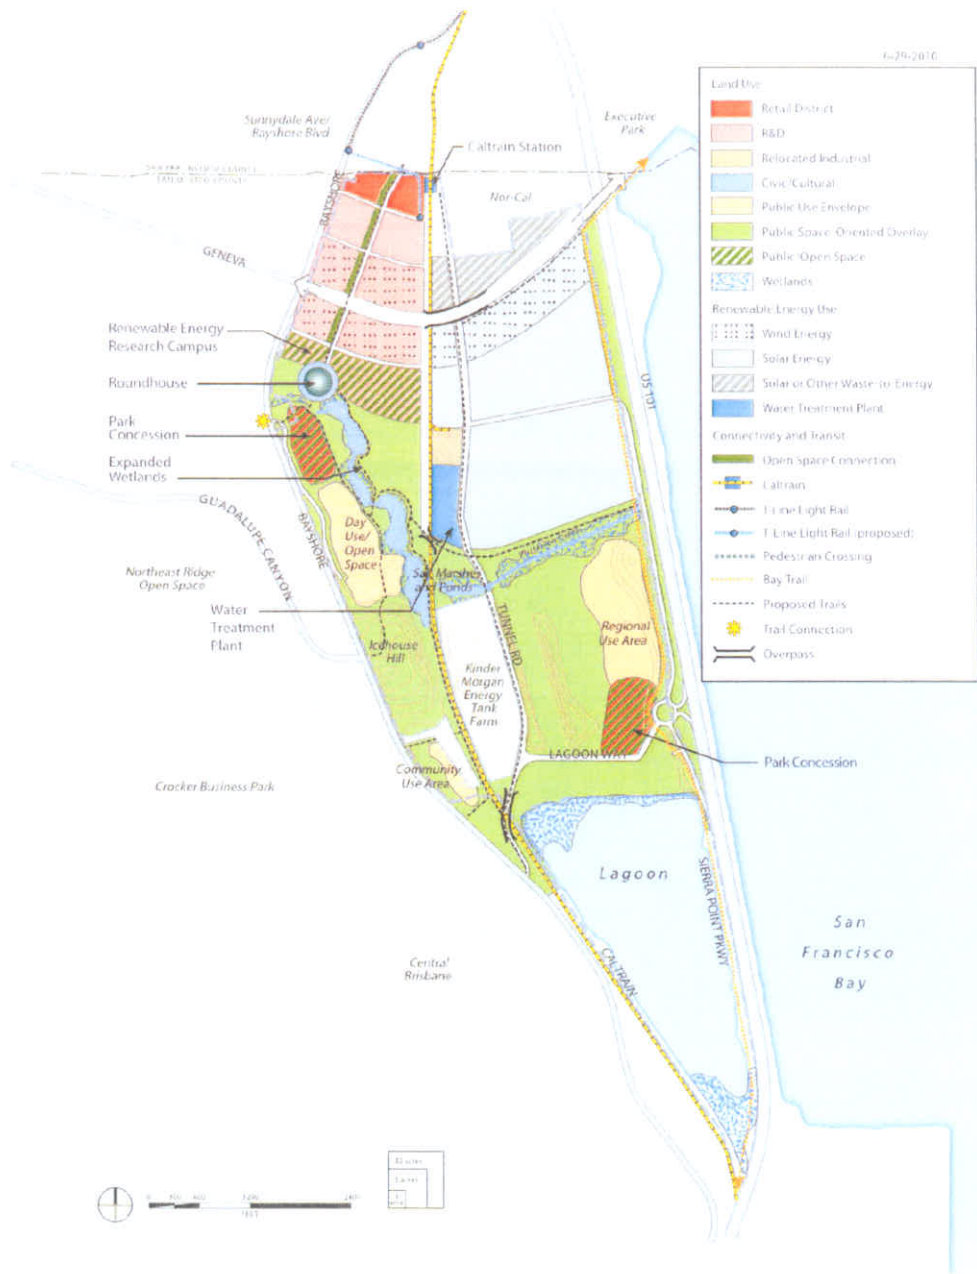 6-29-2010
Land Use
Retail District
R&D
Relocated Industrial
Civic/Cultural
Public Use Envelope
Public Space-Oriented Overlay
Public/Open Space
Wetlands
Renewable Energy Use
Wind Energy
Solar Energy
Solar or Other Waste-to-Energy
Water Treatment Plant
Connectivity and Transit
Open Space Connection
Caltrain
T-Line Light Rail
T-Line Light Rail (proposed)
Pedestrian Crossing
Bay Trail
Proposed Trails
Trail Connection
Overpass
Sunnydale Ave/
Bayshore Blvd
Executive
Park
Caltrain Station
Nor-Cal
BAYSHORE
GENEVA
Renewable Energy
Research Campus
Roundhouse
Park
Concession
Expanded
Wetlands
US 101
GUADALUPE CANYON
BAYSHORE
Day
Use/
Open
Space
Northeast Ridge
Open Space
Salt Marshes
and Ponds
Water
Treatment
Plant
Icehouse
Hill
TUNNEL RD
Regional
Use Area
Kinder
Morgan
Energy
Tank
Farm
LAGOON WAY
Park Concession
Community
Use Area
Crocker Business Park
Lagoon
SIERRA POINT PKWY
San
Francisco
Bay
Central
Brisbane
CALTRAIN
0
1200
2400
FEET